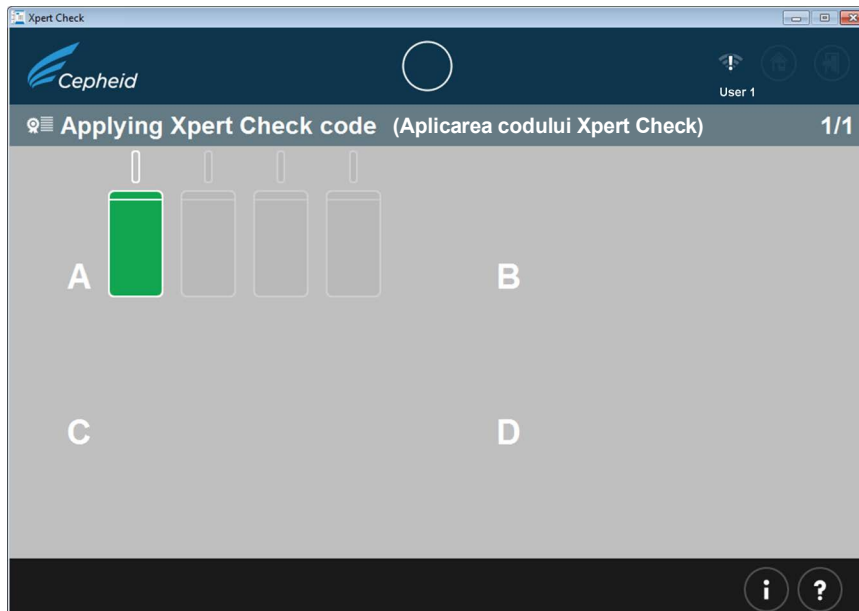 Xpert Check
Cepheid
User 1
Applying Xpert Check code (Aplicarea codului Xpert Check) 1/1
A B
C D
i ?